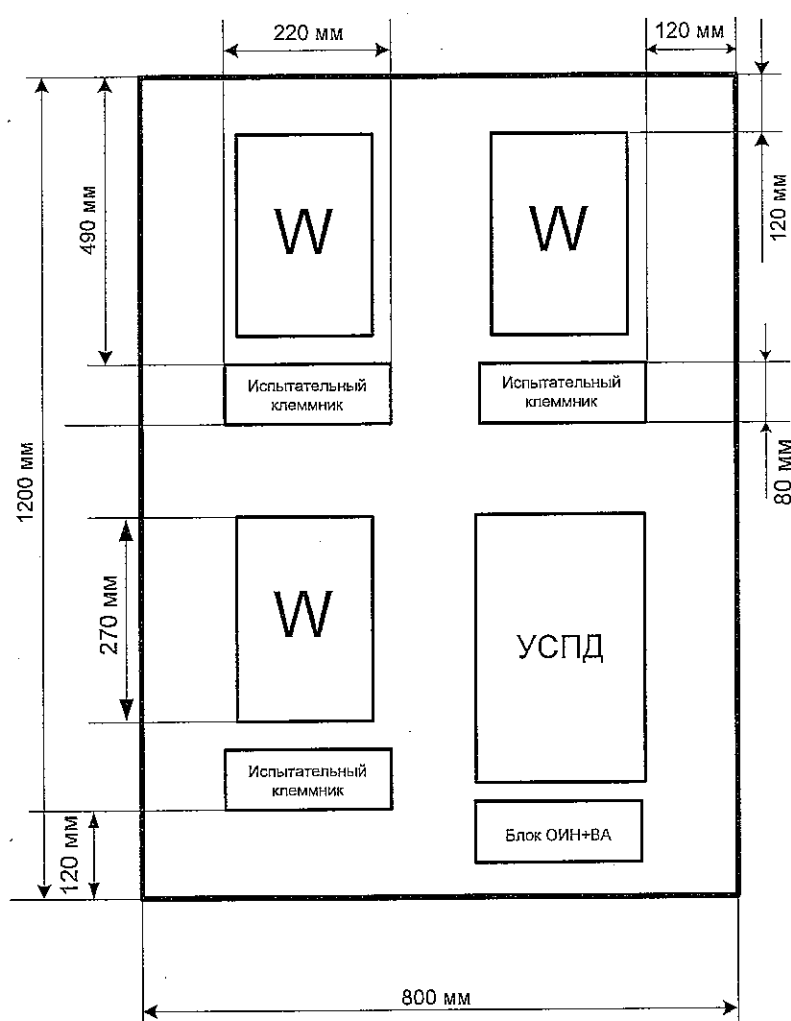 220 мм
120 мм
490 мм
W
W
120 мм
Испытательный
клеммник
Испытательный
клеммник
80 мм
1200 мм
270 мм
W
УСПД
Испытательный
клеммник
120 мм
Блок ОИН+ВА
800 мм